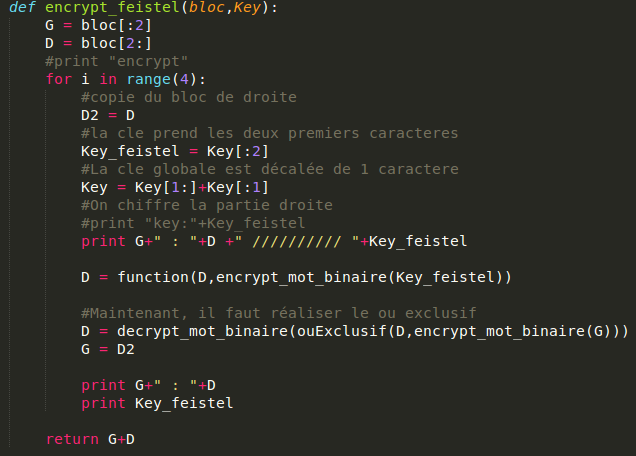 def encrypt_feistel(bloc,Key):
    G = bloc[:2]
    D = bloc[2:]
    #print "encrypt"
    for i in range(4):
        #copie du bloc de droite
        D2 = D
        #la cle prend les deux premiers caracteres
        Key_feistel = Key[:2]
        #La cle globale est décalée de 1 caractere
        Key = Key[1:]+Key[:1]
        #On chiffre la partie droite
        #print "key:"+Key_feistel
        print G+" : "+D +" ////////// "+Key_feistel

        D = function(D,encrypt_mot_binaire(Key_feistel))

        #Maintenant, il faut réaliser le ou exclusif
        D = decrypt_mot_binaire(ouExclusif(D,encrypt_mot_binaire(G)))
        G = D2

        print G+" : "+D
        print Key_feistel

    return G+D